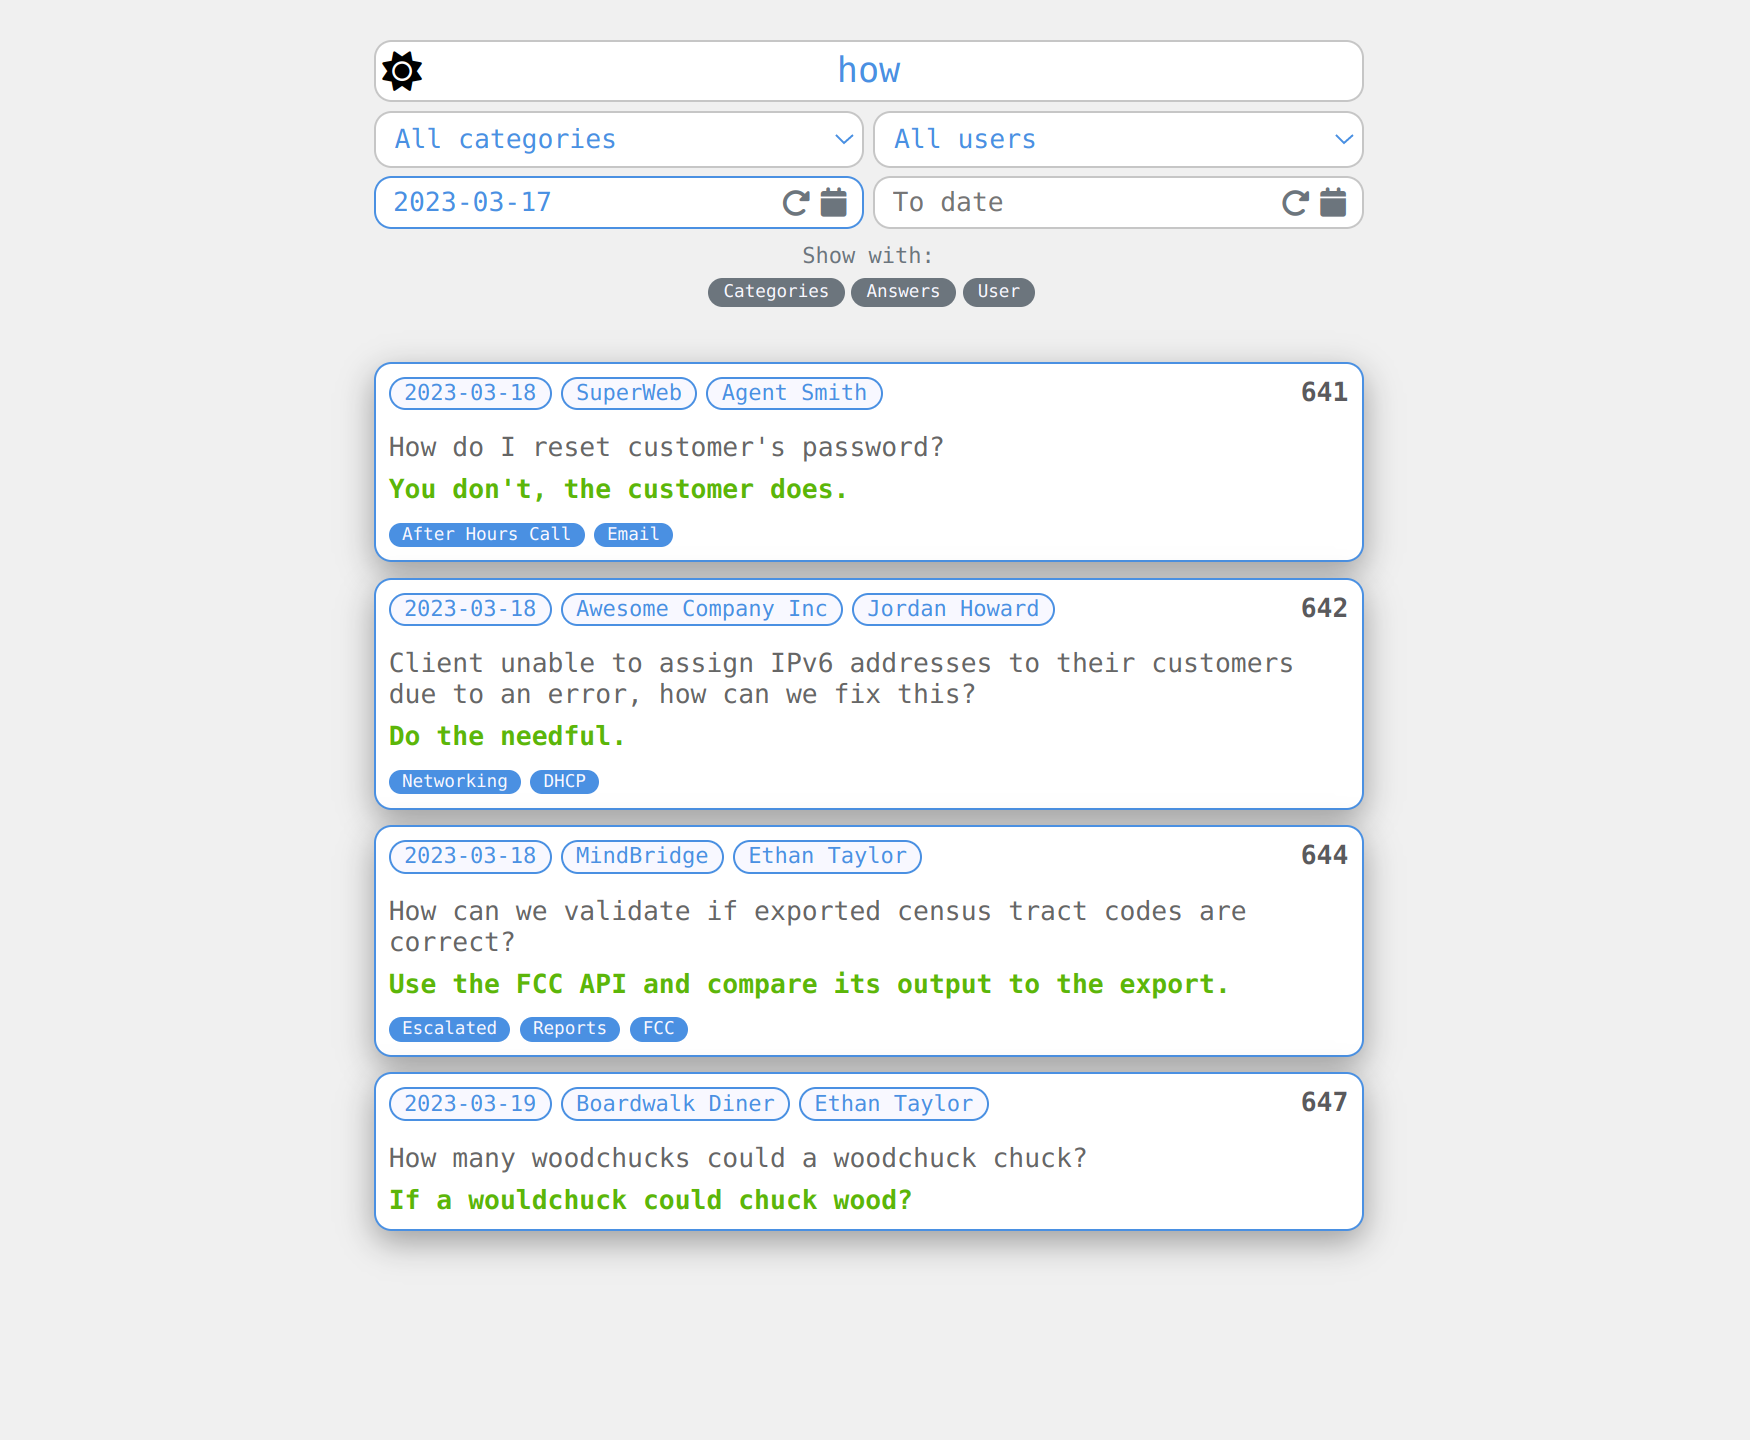 how
All categories All users
2023-03-17 To date
Show with:
Categories Answers User
2023-03-18 SuperWeb Agent Smith 641
How do I reset customer's password?
You don't, the customer does.
After Hours Call Email
2023-03-18 Awesome Company Inc Jordan Howard 642
Client unable to assign IPv6 addresses to their customers
due to an error, how can we fix this?
Do the needful.
Networking DHCP
2023-03-18 MindBridge Ethan Taylor 644
How can we validate if exported census tract codes are
correct?
Use the FCC API and compare its output to the export.
Escalated Reports FCC
2023-03-19 Boardwalk Diner Ethan Taylor 647
How many woodchucks could a woodchuck chuck?
If a wouldchuck could chuck wood?